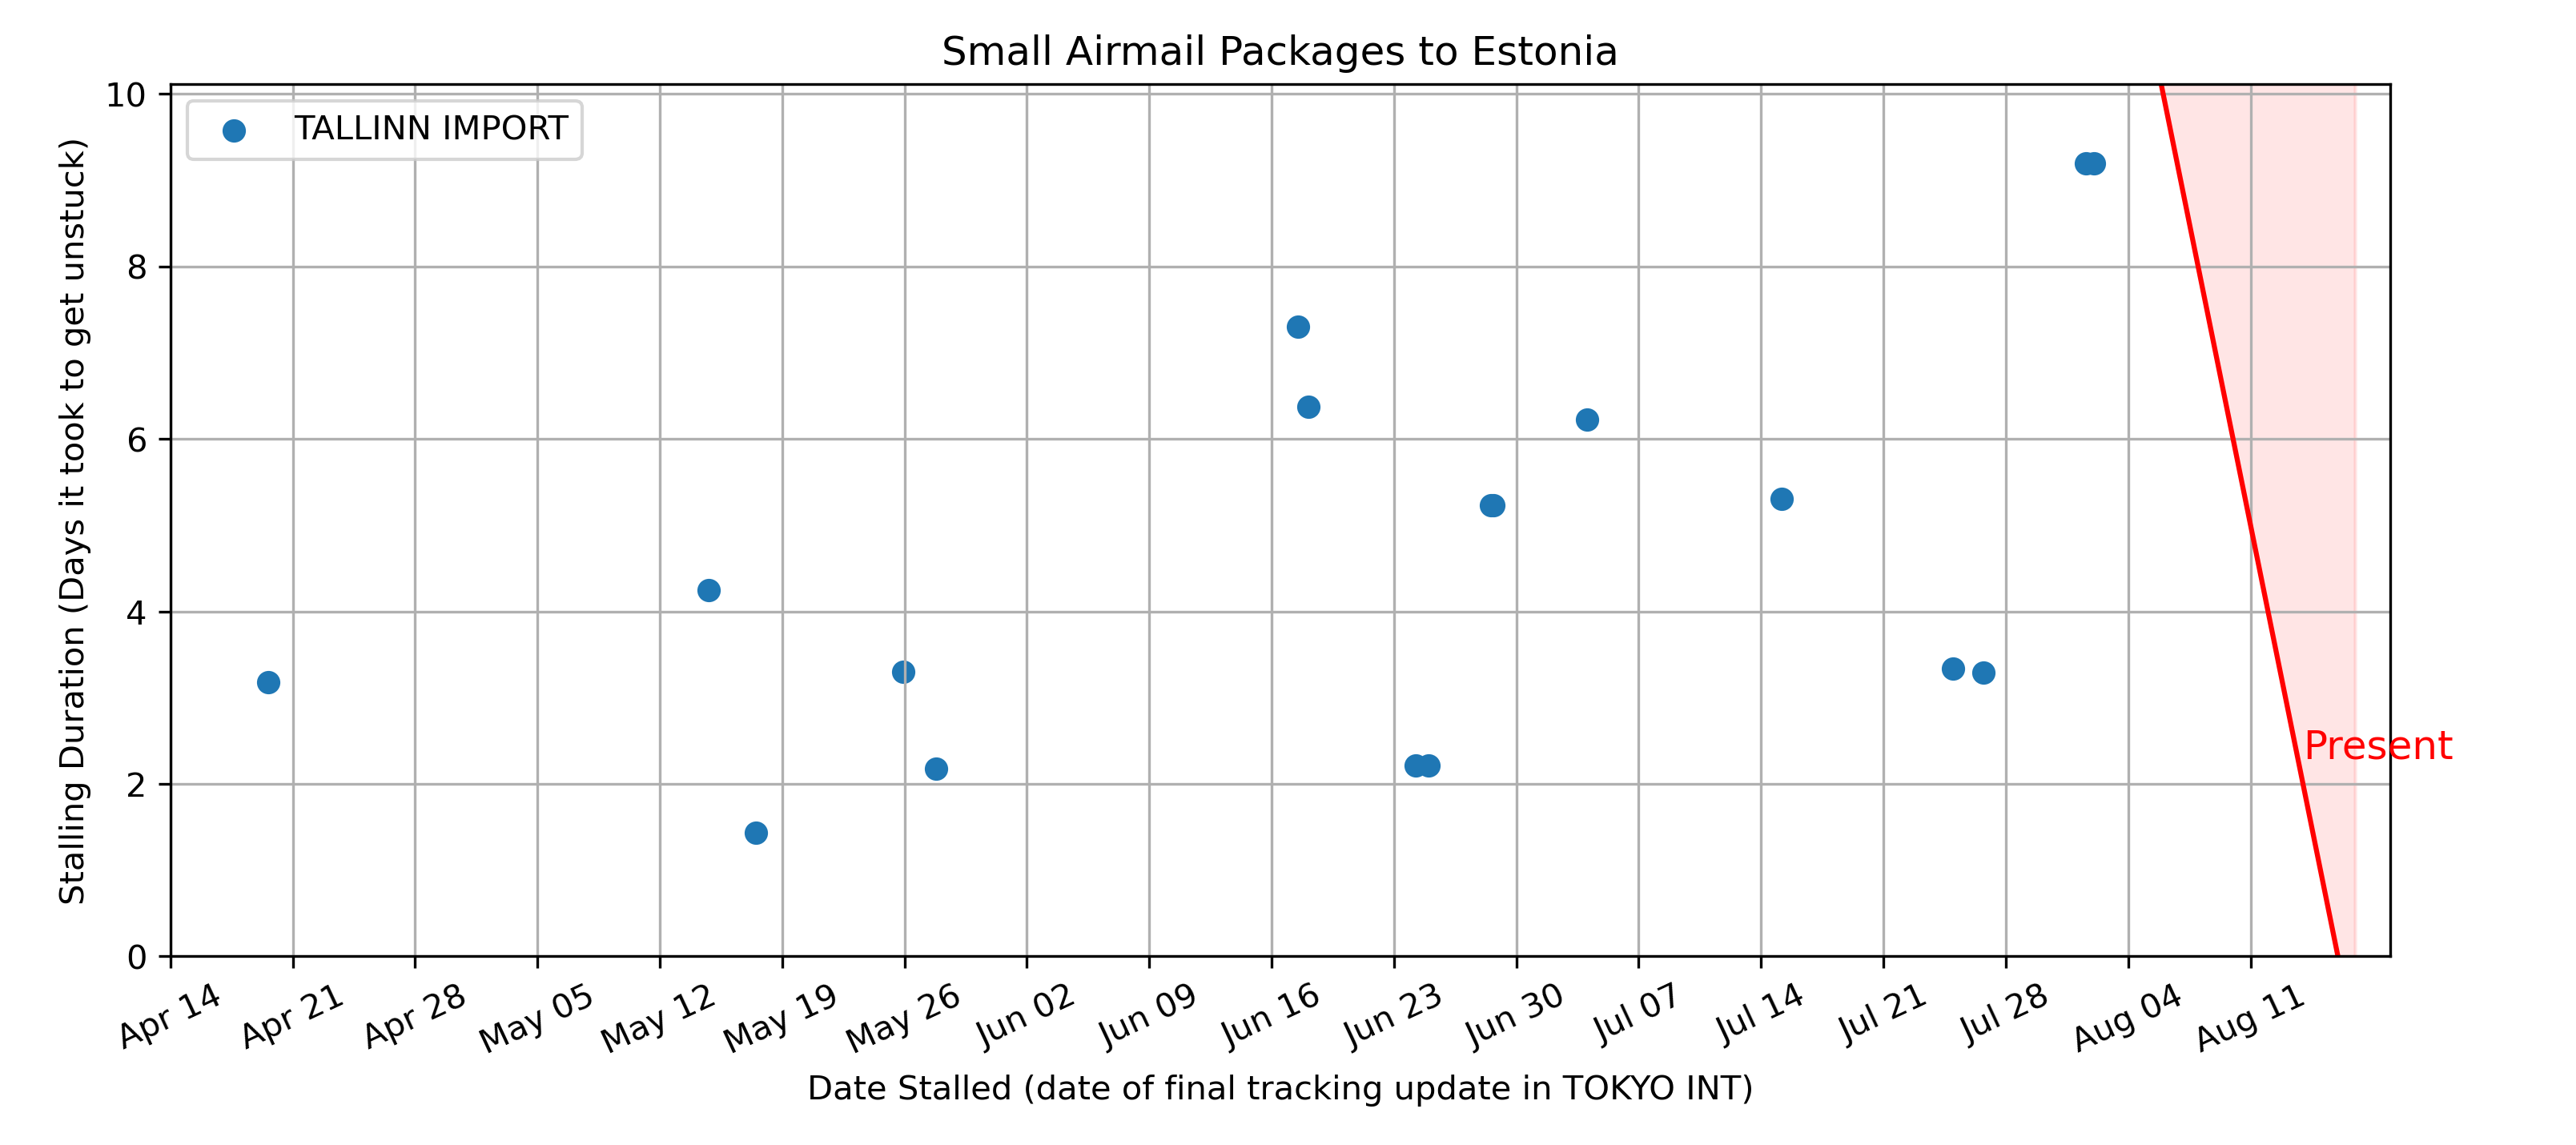 Small Airmail Packages to Estonia
TALLINN IMPORT
Stalling Duration (Days it took to get unstuck)
10
8
6
4
2
0
Present
Apr 14
Apr 21
Apr 28
May 05
May 12
May 19
May 26
Jun 02
Jun 09
Jun 16
Jun 23
Jun 30
Jul 07
Jul 14
Jul 21
Jul 28
Aug 04
Aug 11
Date Stalled (date of final tracking update in TOKYO INT)